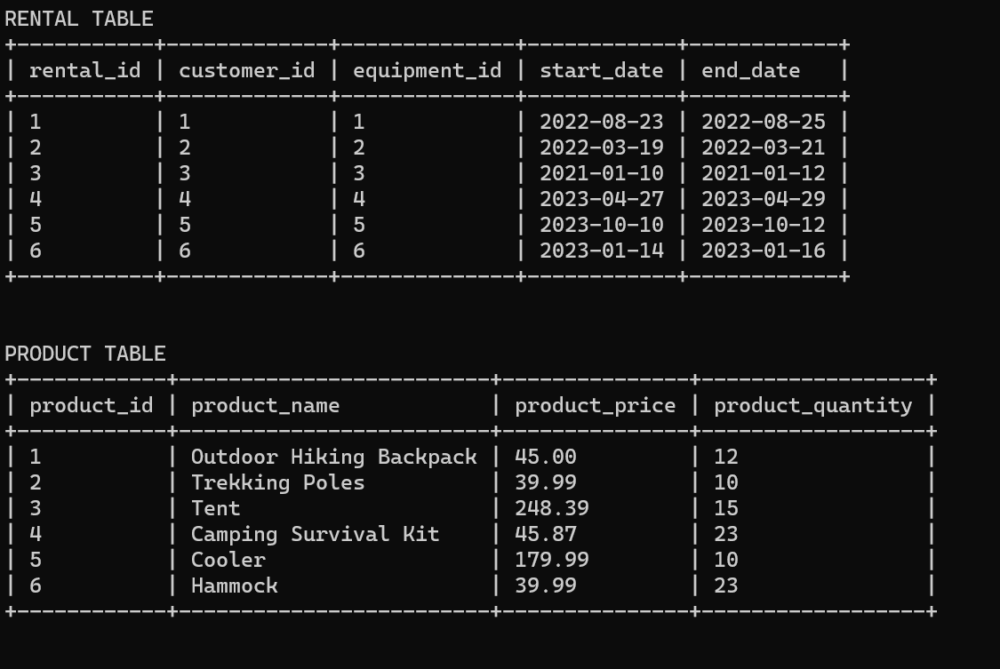 RENTAL TABLE
+-----------+-------------+--------------+------------+------------+
| rental_id | customer_id | equipment_id | start_date | end_date   |
+-----------+-------------+--------------+------------+------------+
| 1         | 1           | 1            | 2022-08-23 | 2022-08-25 |
| 2         | 2           | 2            | 2022-03-19 | 2022-03-21 |
| 3         | 3           | 3            | 2021-01-10 | 2021-01-12 |
| 4         | 4           | 4            | 2023-04-27 | 2023-04-29 |
| 5         | 5           | 5            | 2023-10-10 | 2023-10-12 |
| 6         | 6           | 6            | 2023-01-14 | 2023-01-16 |
+-----------+-------------+--------------+------------+------------+
PRODUCT TABLE
+------------+-------------------------+---------------+------------------+
| product_id | product_name            | product_price | product_quantity |
+------------+-------------------------+---------------+------------------+
| 1          | Outdoor Hiking Backpack | 45.00         | 12               |
| 2          | Trekking Poles          | 39.99         | 10               |
| 3          | Tent                    | 248.39        | 15               |
| 4          | Camping Survival Kit    | 45.87         | 23               |
| 5          | Cooler                  | 179.99        | 10               |
| 6          | Hammock                 | 39.99         | 23               |
+------------+-------------------------+---------------+------------------+